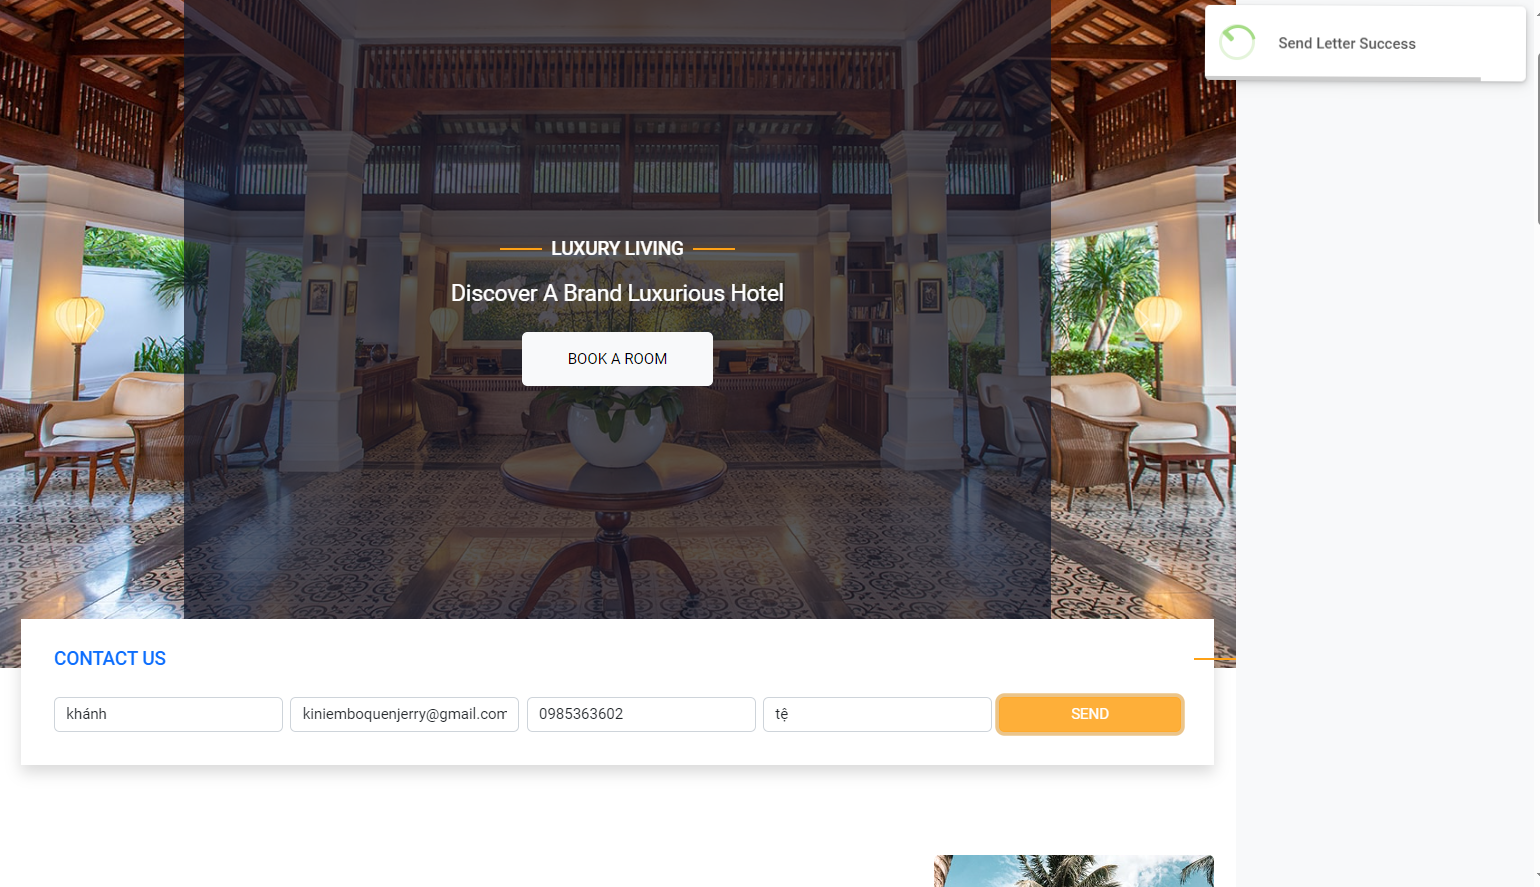 Send Letter Success
LUXURY LIVING
Discover A Brand Luxurious Hotel
BOOK A ROOM
CONTACT US
khánh
kiniemboquenjerry@gmail.com
0985363602
tệ
SEND